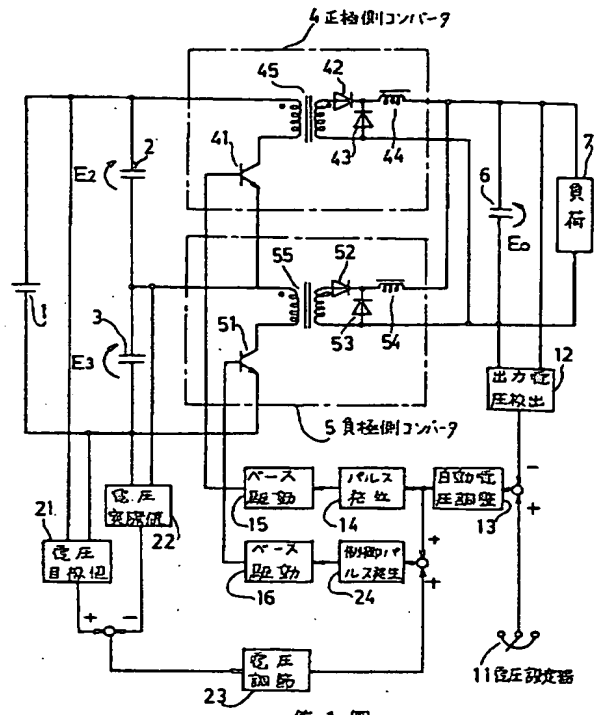 4 正極側コンバータ
45
42
41
43
44
2
E2
6
E0
7
負荷
1
55
52
51
53
54
3
E3
5 負極側コンバータ
出力電
圧検出
12
電圧
実際値
22
21
電圧
目標値
ベース
駆動
15
パルス
発生
14
自動電
圧調整
13
ベース
駆動
16
制御パ
ルス発生
24
+
-
+
+
-
+
+
電圧
調節
23
11 電圧設定器
第1図